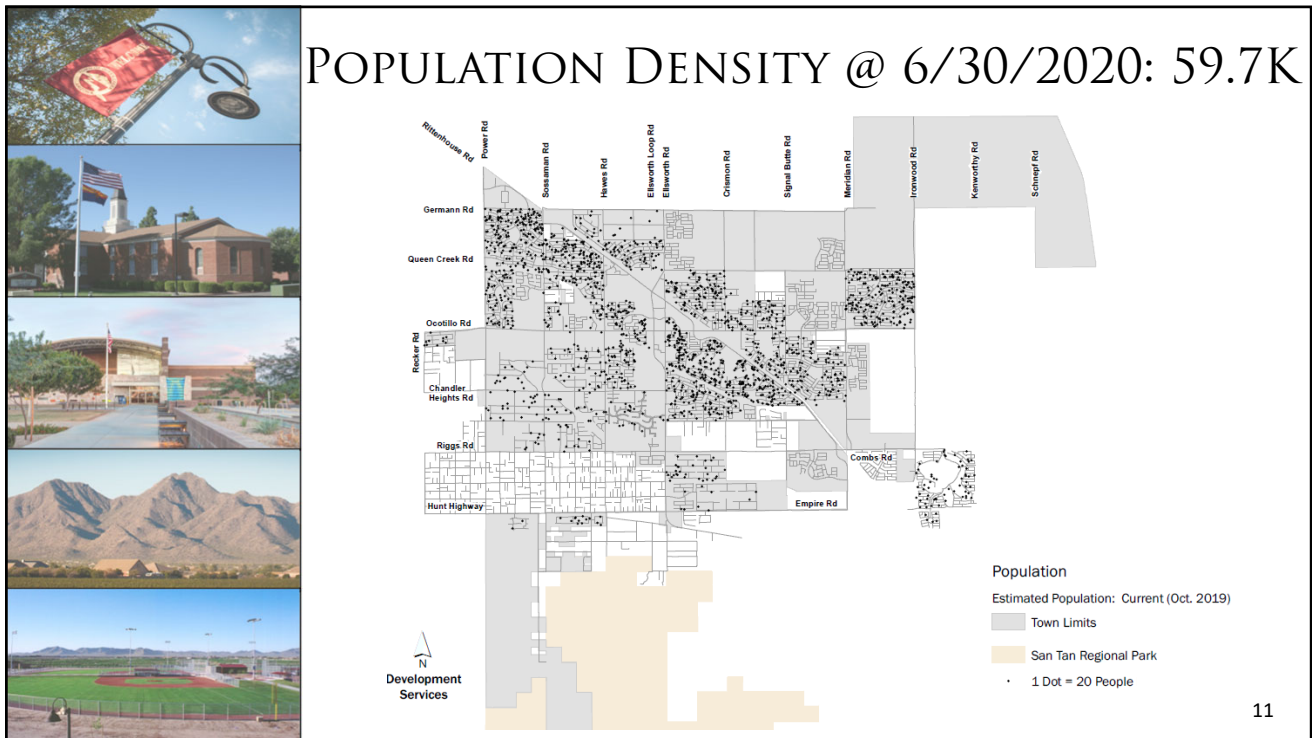 POPULATION DENSITY @ 6/30/2020: 59.7K
Rittenhouse Rd
Power Rd
Sossaman Rd
Hawes Rd
Ellsworth Loop Rd
Ellsworth Rd
Crismon Rd
Signal Butte Rd
Meridian Rd
Ironwood Rd
Kenworthy Rd
Schnepf Rd
Germann Rd
Queen Creek Rd
Ocotillo Rd
Recker Rd
Chandler
Heights Rd
Riggs Rd
Combs Rd
Hunt Highway
Empire Rd
Population
Estimated Population: Current (Oct. 2019)
Town Limits
San Tan Regional Park
1 Dot = 20 People
N
Development
Services
11